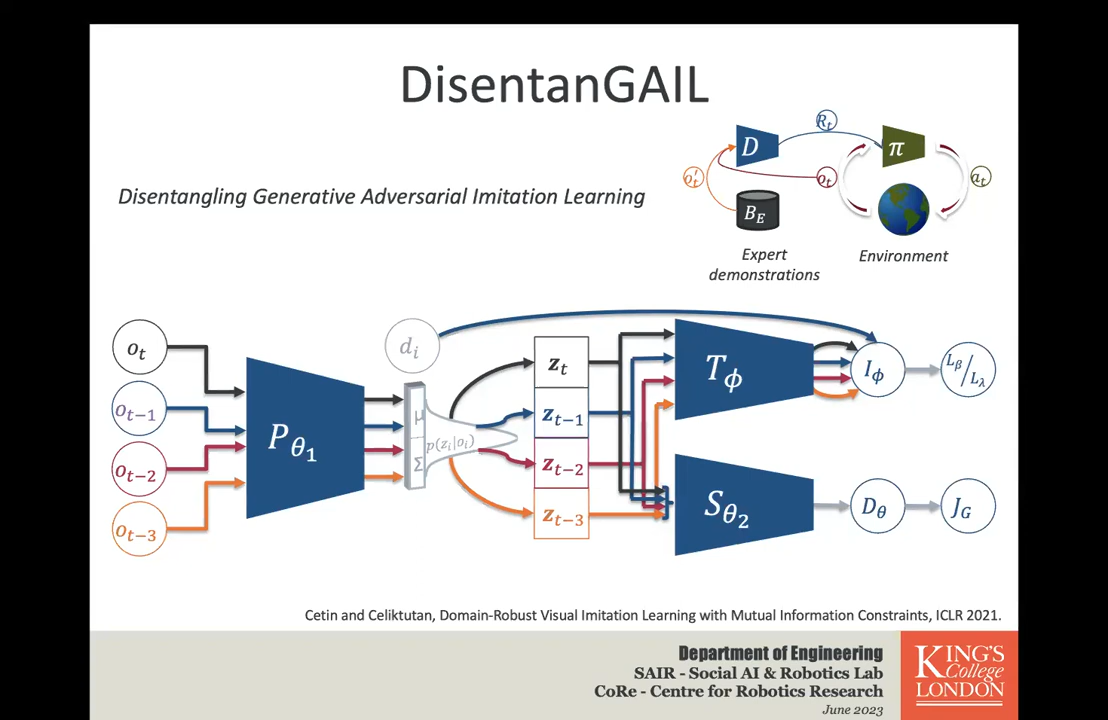 DisentanGAIL
Disentangling Generative Adversarial Imitation Learning
D
R_t
π
o'_t
o_t
a_t
B_E
Expert
demonstrations
Environment
o_t
o_{t-1}
o_{t-2}
o_{t-3}
P_{θ_1}
d_i
μ
Σ
p(z_i|o_i)
z_t
z_{t-1}
z_{t-2}
z_{t-3}
T_ϕ
I_ϕ
L_β/L_λ
S_{θ_2}
D_θ
J_G
Cetin and Celiktutan, Domain-Robust Visual Imitation Learning with Mutual Information Constraints, ICLR 2021.
Department of Engineering
SAIR - Social AI & Robotics Lab
CoRe - Centre for Robotics Research
June 2023
KING'S
College
LONDON